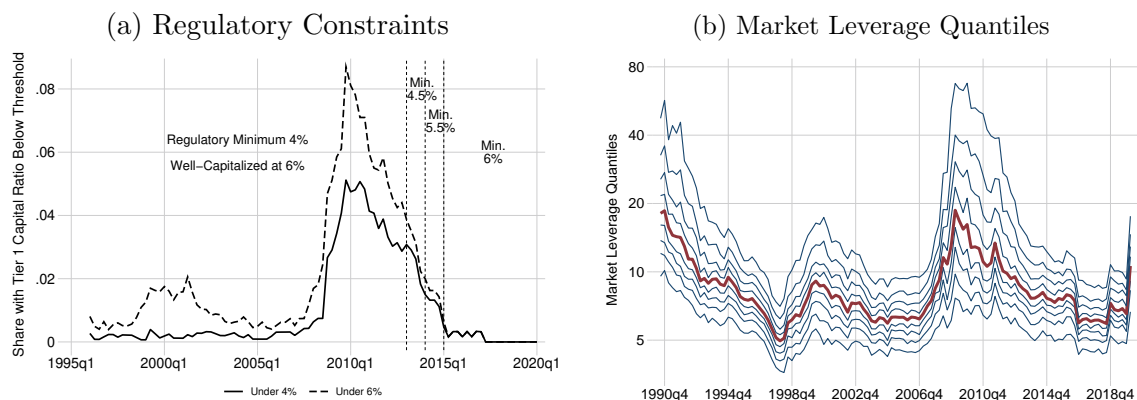 (a) Regulatory Constraints
Share with Tier 1 Capital Ratio Below Threshold
.08
.06
.04
.02
0
Min.
4.5%
Min.
5.5%
Min.
6%
Regulatory Minimum 4%
Well−Capitalized at 6%
1995q1 2000q1 2005q1 2010q1 2015q1 2020q1
Under 4% Under 6%
(b) Market Leverage Quantiles
Market Leverage Quantiles
80
40
20
10
5
1990q4 1994q4 1998q4 2002q4 2006q4 2010q4 2014q4 2018q4